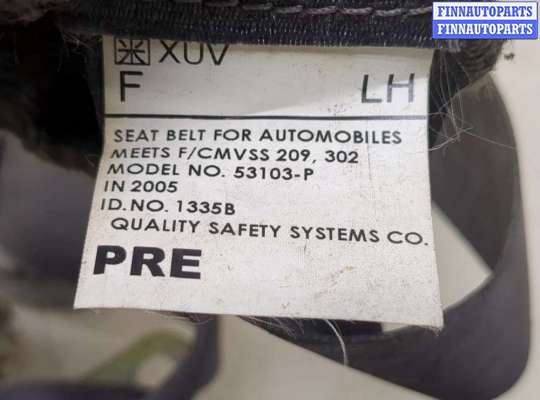 FINNAUTOPARTS
FINNAUTOPARTS
XUV
F LH
SEAT BELT FOR AUTOMOBILES
MEETS F/CMVSS 209, 302
MODEL NO. 53103-P
IN 2005
ID.NO. 1335B
QUALITY SAFETY SYSTEMS CO.
PRE